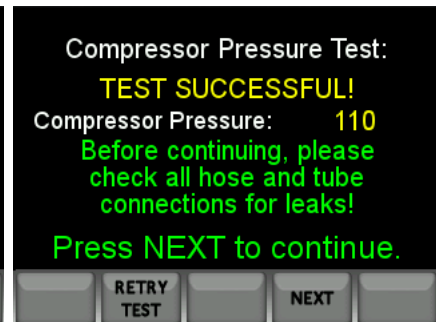 Compressor Pressure Test:
TEST SUCCESSFUL!
Compressor Pressure: 110
Before continuing, please
check all hose and tube
connections for leaks!
Press NEXT to continue.
RETRY
TEST
NEXT